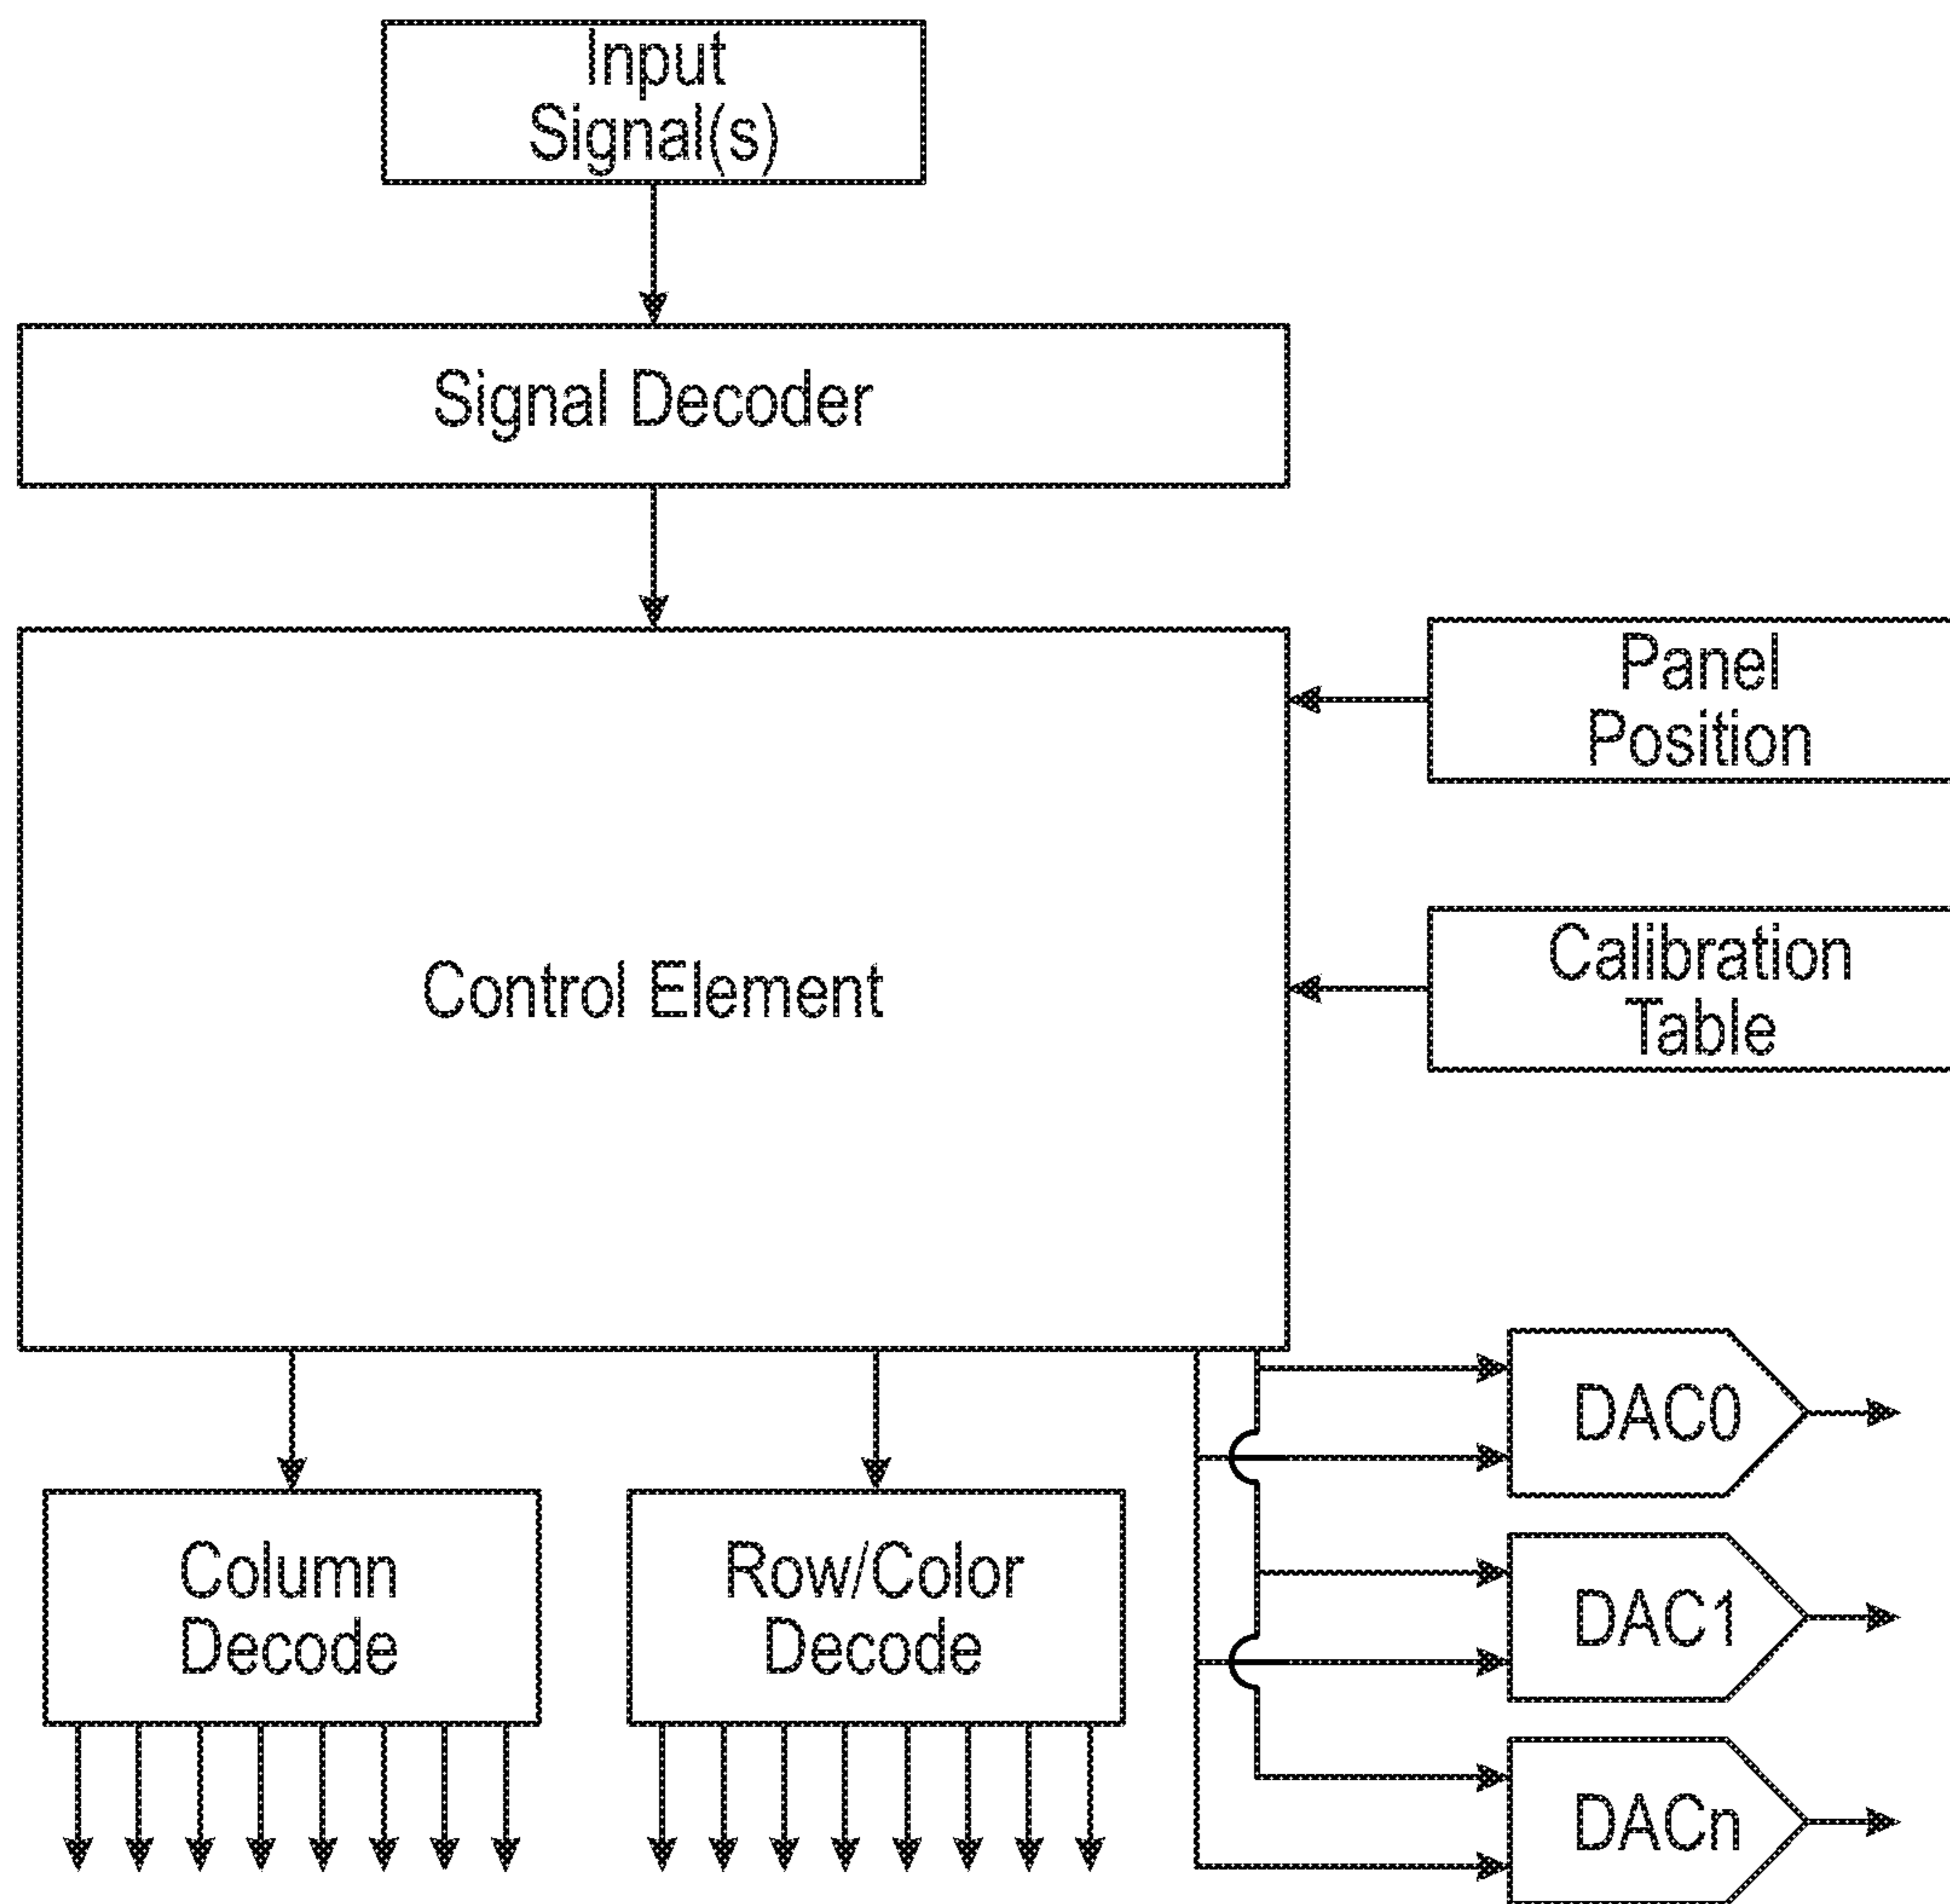 Input
Signal(s)
Signal Decoder
Control Element
Panel
Position
Calibration
Table
Column
Decode
Row/Color
Decode
DAC0
DAC1
DACn